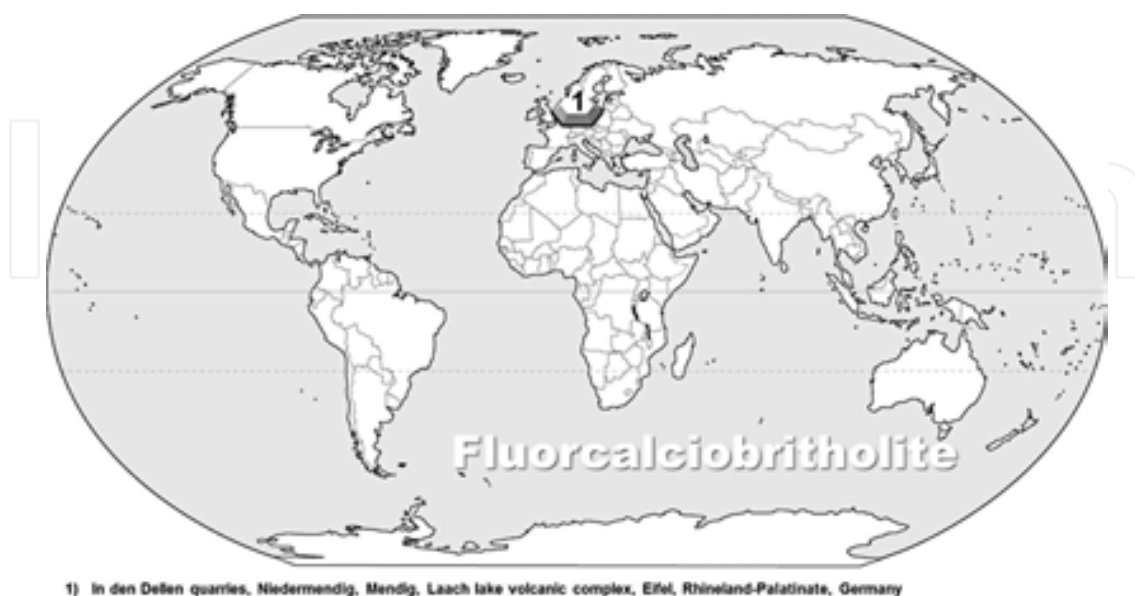 1
Fluorcalciobritholite
1) In den Dellen quarries, Niedermendig, Mendig, Laach lake volcanic complex, Eifel, Rhineland-Palatinate, Germany